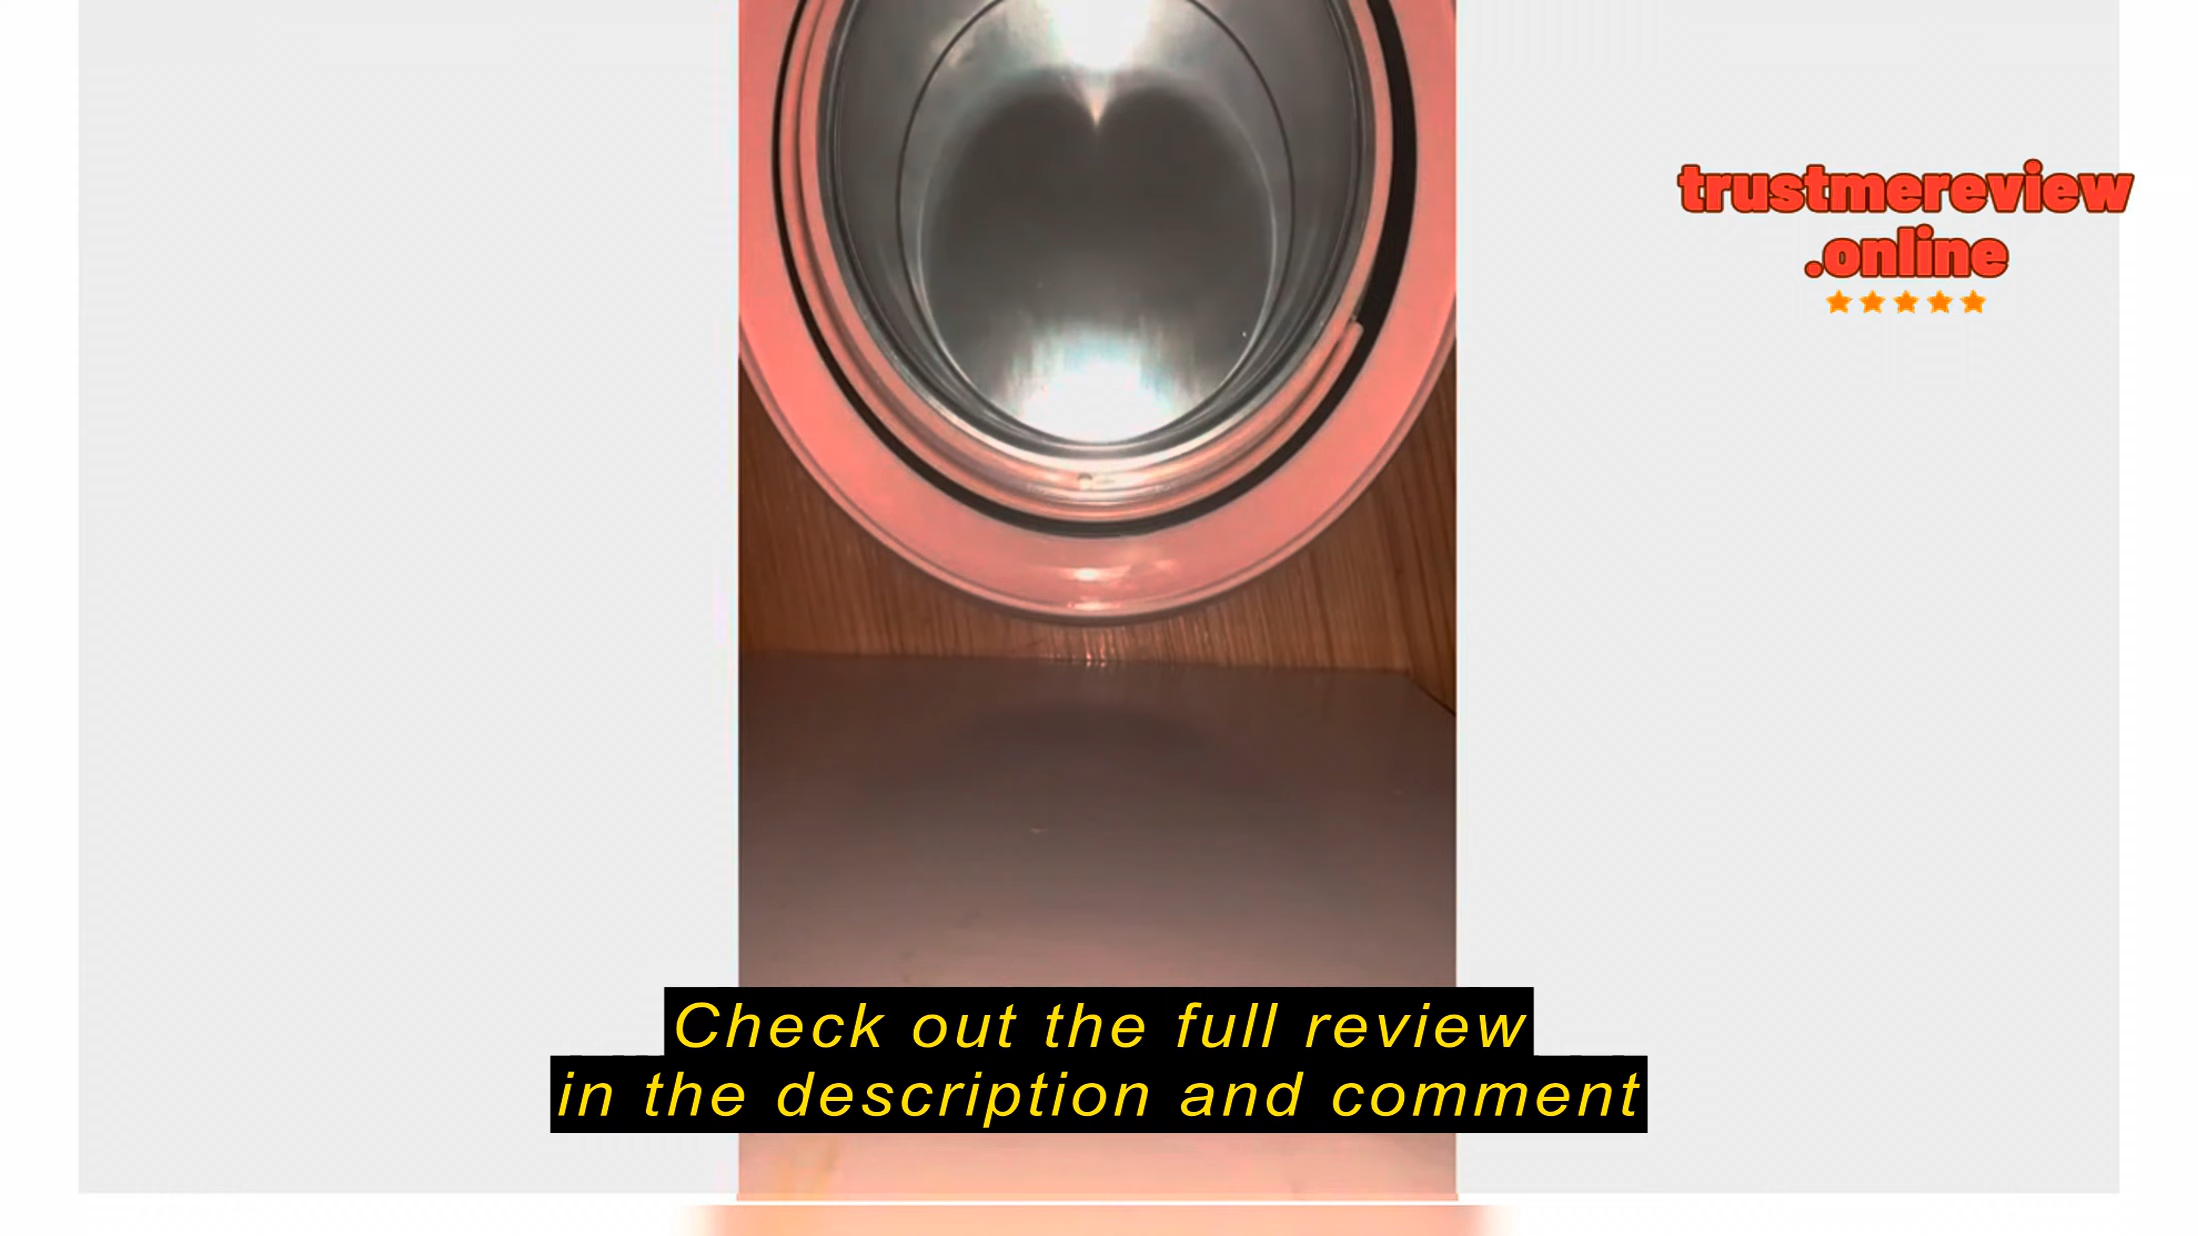 trustmereview
.online
Check out the full review
in the description and comment